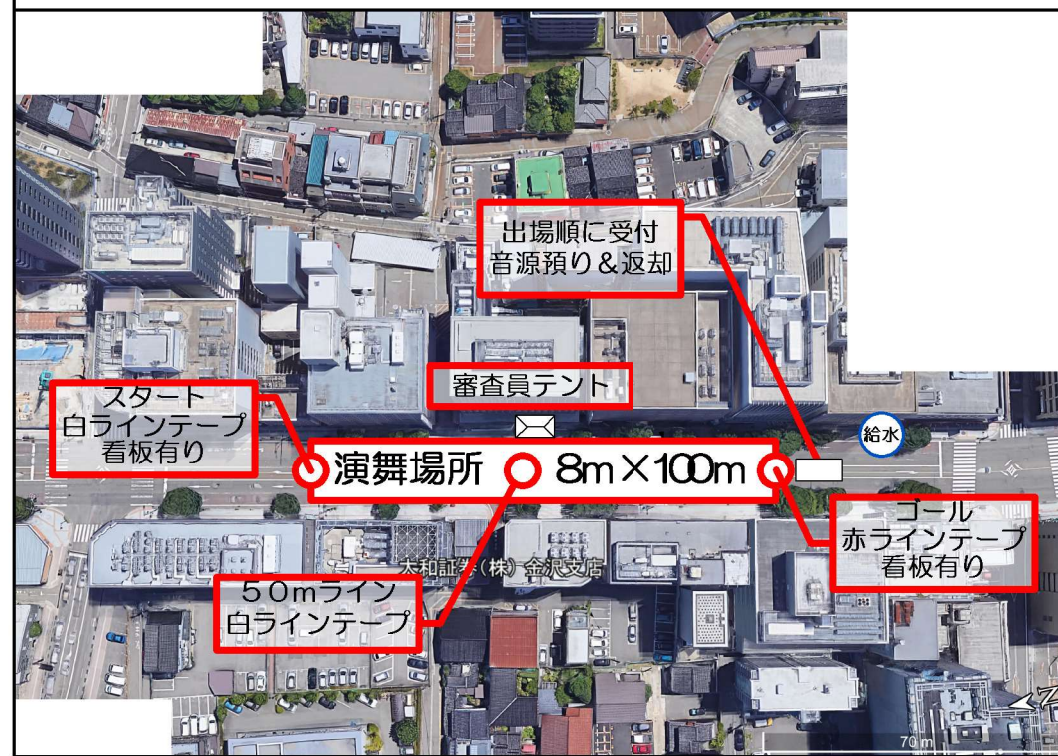 出場順に受付
音源預り&返却
審査員テント
スタート
白ラインテープ
看板有り
給水
演舞場所 8m×100m
ゴール
赤ラインテープ
看板有り
大和証券(株)金沢支店
50mライン
白ラインテープ
70 m